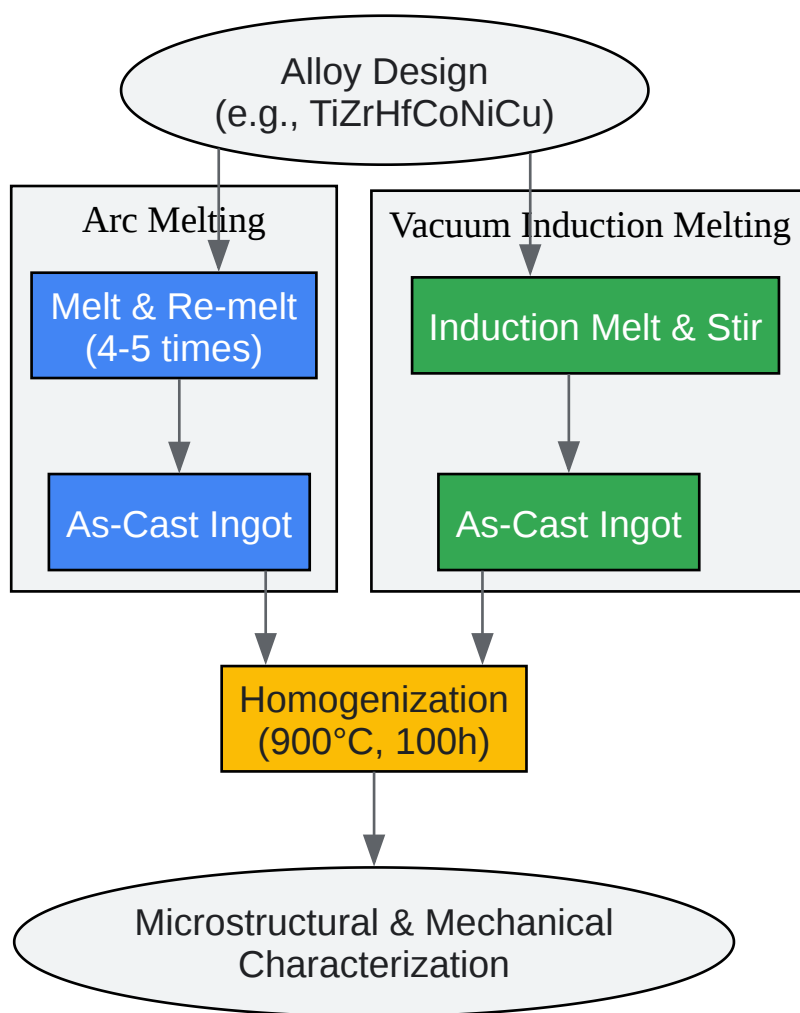 Alloy Design
(e.g., TiZrHfCoNiCu)
Arc Melting
Vacuum Induction Melting
Melt & Re-melt
(4-5 times)
Induction Melt & Stir
As-Cast Ingot
As-Cast Ingot
Homogenization
(900°C, 100h)
Microstructural & Mechanical
Characterization